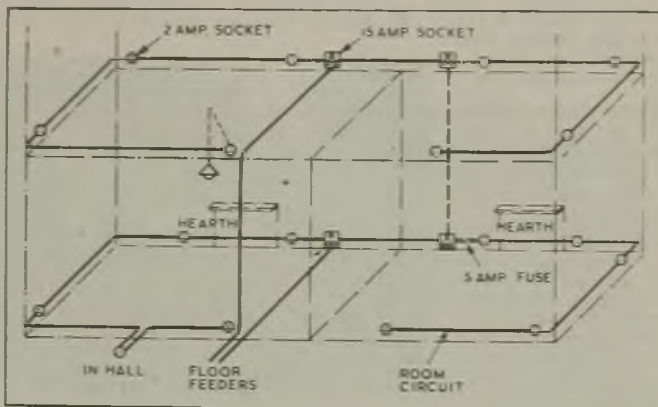 2 AMP. SOCKET
15 AMP. SOCKET
HEARTH
HEARTH
5 AMP. FUSE
IN HALL
FLOOR
FEEDERS
ROOM
CIRCUIT